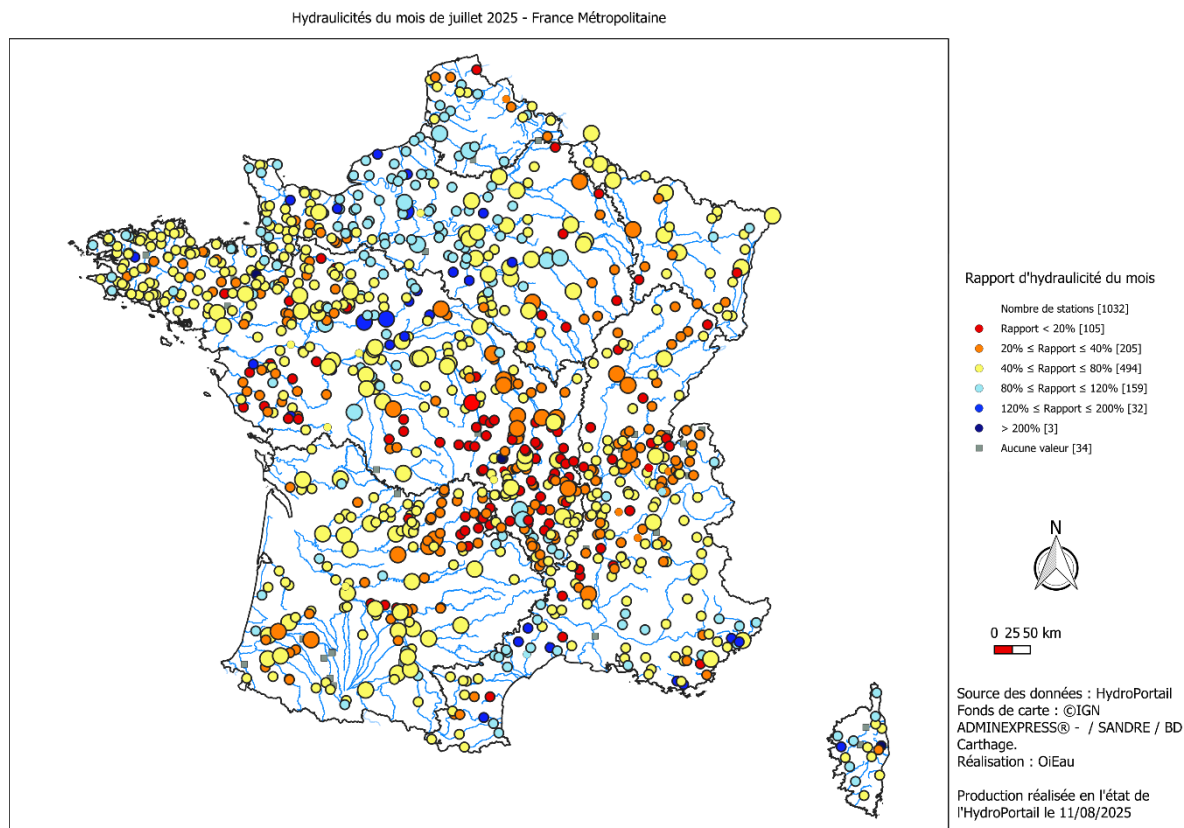 Hydraulicités du mois de juillet 2025 - France Métropolitaine
Rapport d'hydraulicité du mois
Nombre de stations [1032]
Rapport < 20% [105]
20% ≤ Rapport ≤ 40% [205]
40% ≤ Rapport ≤ 80% [494]
80% ≤ Rapport ≤ 120% [159]
120% ≤ Rapport ≤ 200% [32]
> 200% [3]
Aucune valeur [34]
N
0 25 50 km
Source des données : HydroPortail
Fonds de carte : ©IGN
ADMINEXPRESS® - / SANDRE / BD
Carthage.
Réalisation : OiEau
Production réalisée en l'état de
l'HydroPortail le 11/08/2025